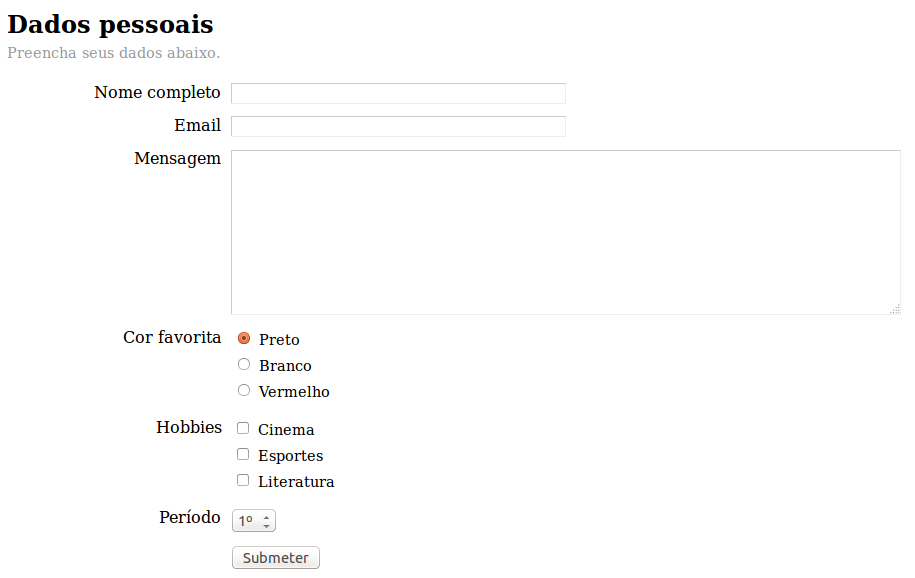 Dados pessoais
Preencha seus dados abaixo.
Nome completo
Email
Mensagem
Cor favorita
Preto
Branco
Vermelho
Hobbies
Cinema
Esportes
Literatura
Período
1º
Submeter